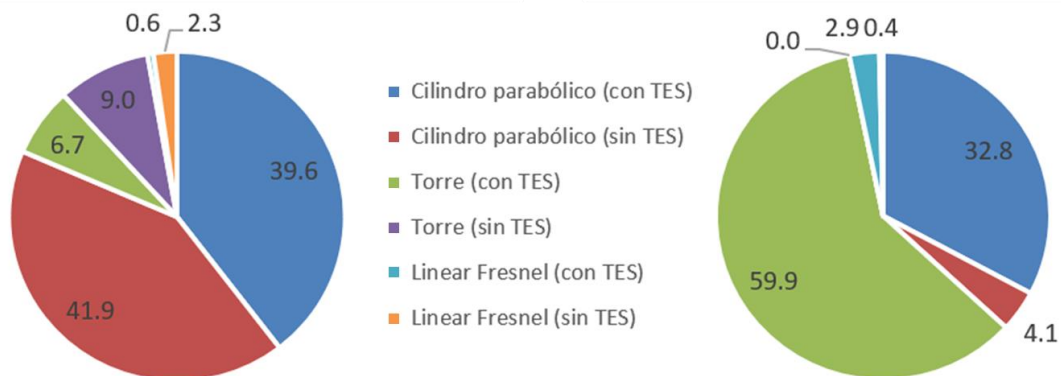 0.6
2.3
9.0
6.7
39.6
41.9
Cilindro parabólico (con TES)
Cilindro parabólico (sin TES)
Torre (con TES)
Torre (sin TES)
Linear Fresnel (con TES)
Linear Fresnel (sin TES)
0.0
2.9
0.4
32.8
59.9
4.1